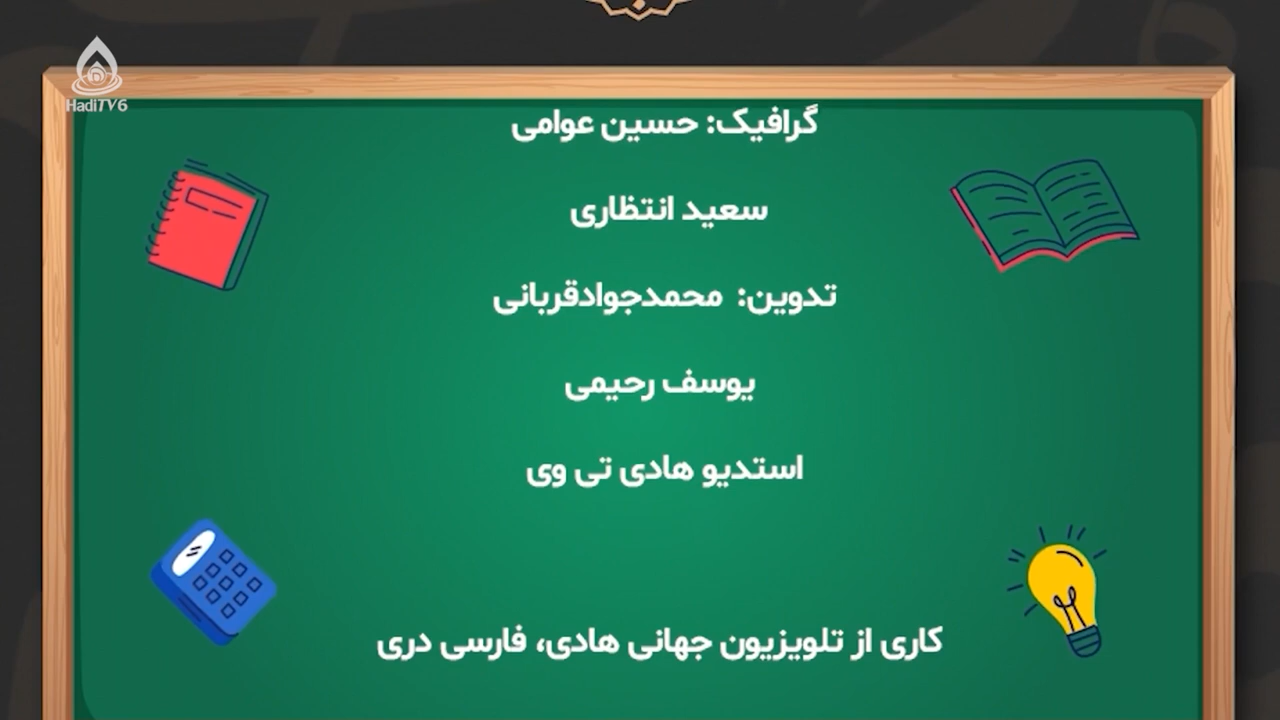 HadiTV6
گرافیک: حسین عوامی
سعید انتظاری
تدوین: محمدجوادقربانی
یوسف رحیمی
استدیو هادی تی وی
کاری از تلویزیون جهانی هادی، فارسی دری